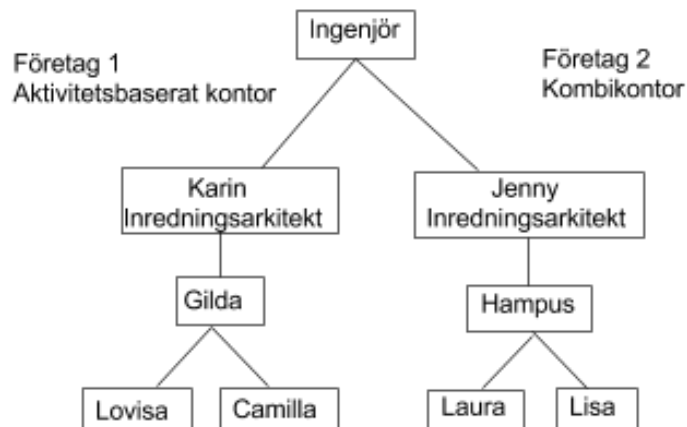 Ingenjör
Företag 1
Aktivitetsbaserat kontor
Företag 2
Kombikontor
Karin
Inredningsarkitekt
Jenny
Inredningsarkitekt
Gilda
Hampus
Lovisa
Camilla
Laura
Lisa